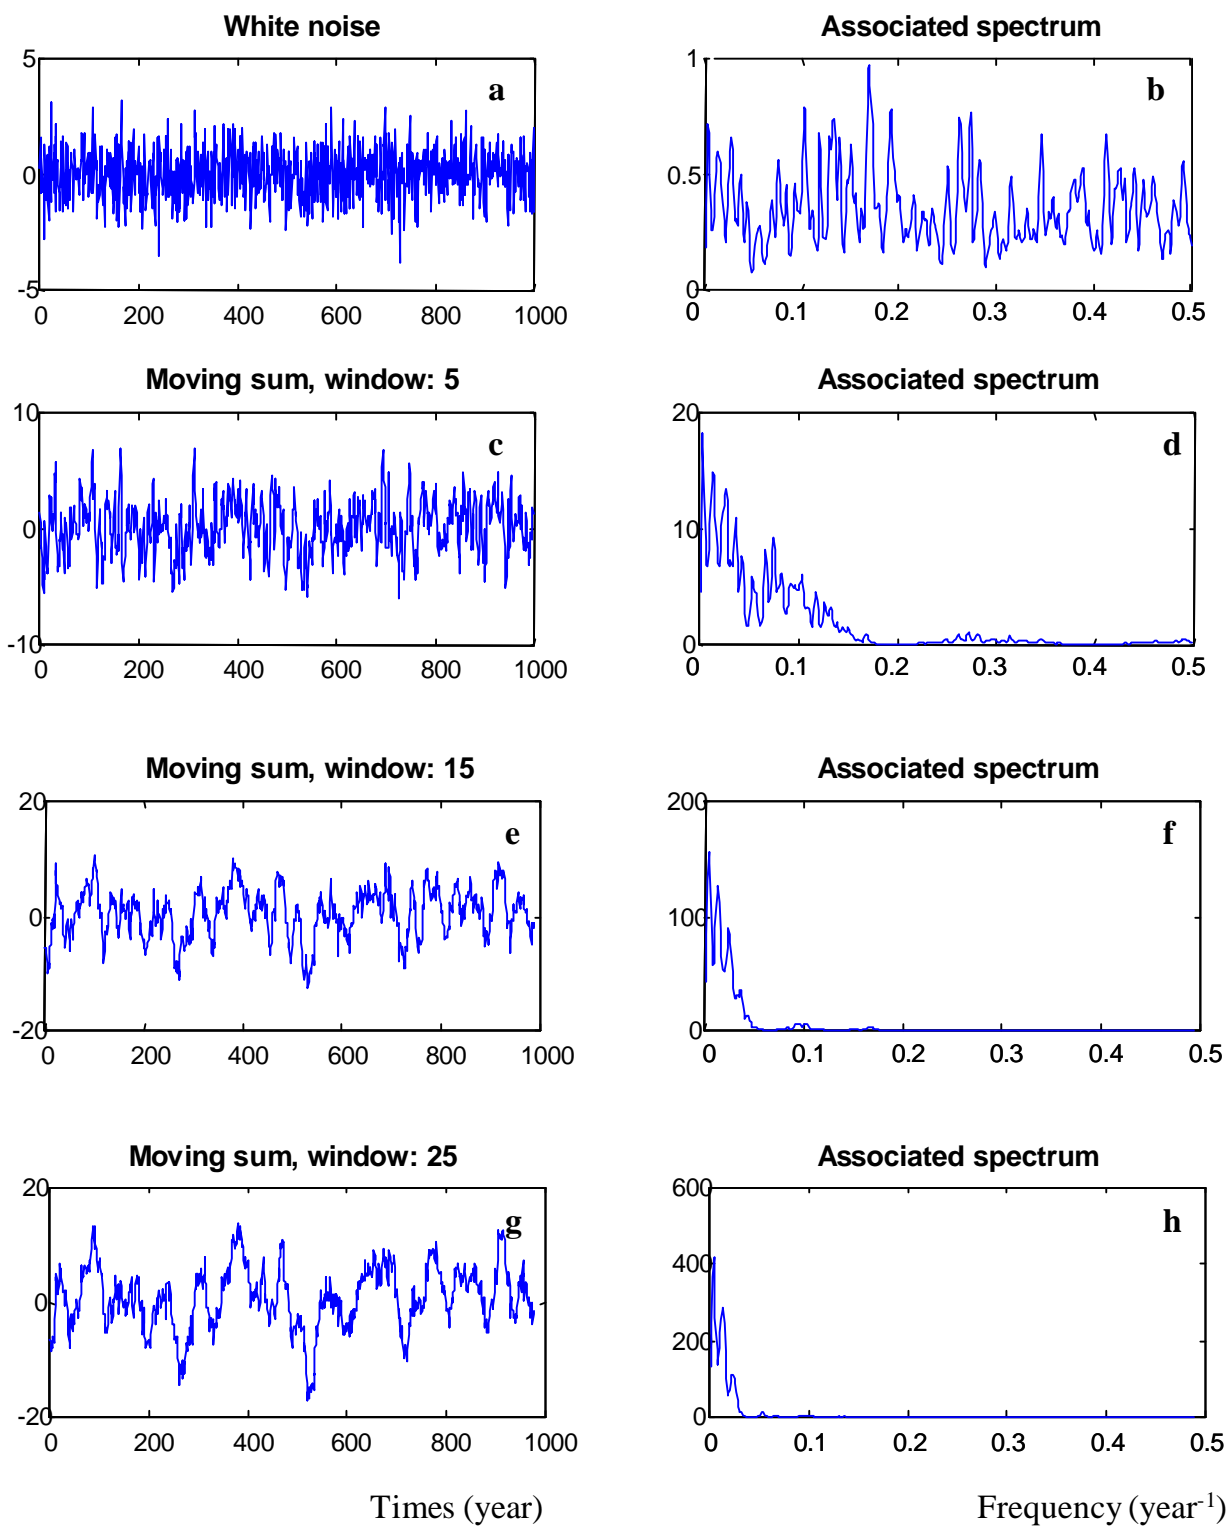 White noise
Associated spectrum
5
0
-5
a
0 200 400 600 800 1000
1
0.5
0
b
0 0.1 0.2 0.3 0.4 0.5
Moving sum, window: 5
Associated spectrum
10
0
-10
c
0 200 400 600 800 1000
20
10
0
d
0 0.1 0.2 0.3 0.4 0.5
Moving sum, window: 15
Associated spectrum
20
0
-20
e
0 200 400 600 800 1000
200
100
0
f
0 0.1 0.2 0.3 0.4 0.5
Moving sum, window: 25
Associated spectrum
20
0
-20
g
0 200 400 600 800 1000
600
400
200
0
h
0 0.1 0.2 0.3 0.4 0.5
Times (year)
Frequency (year-1)